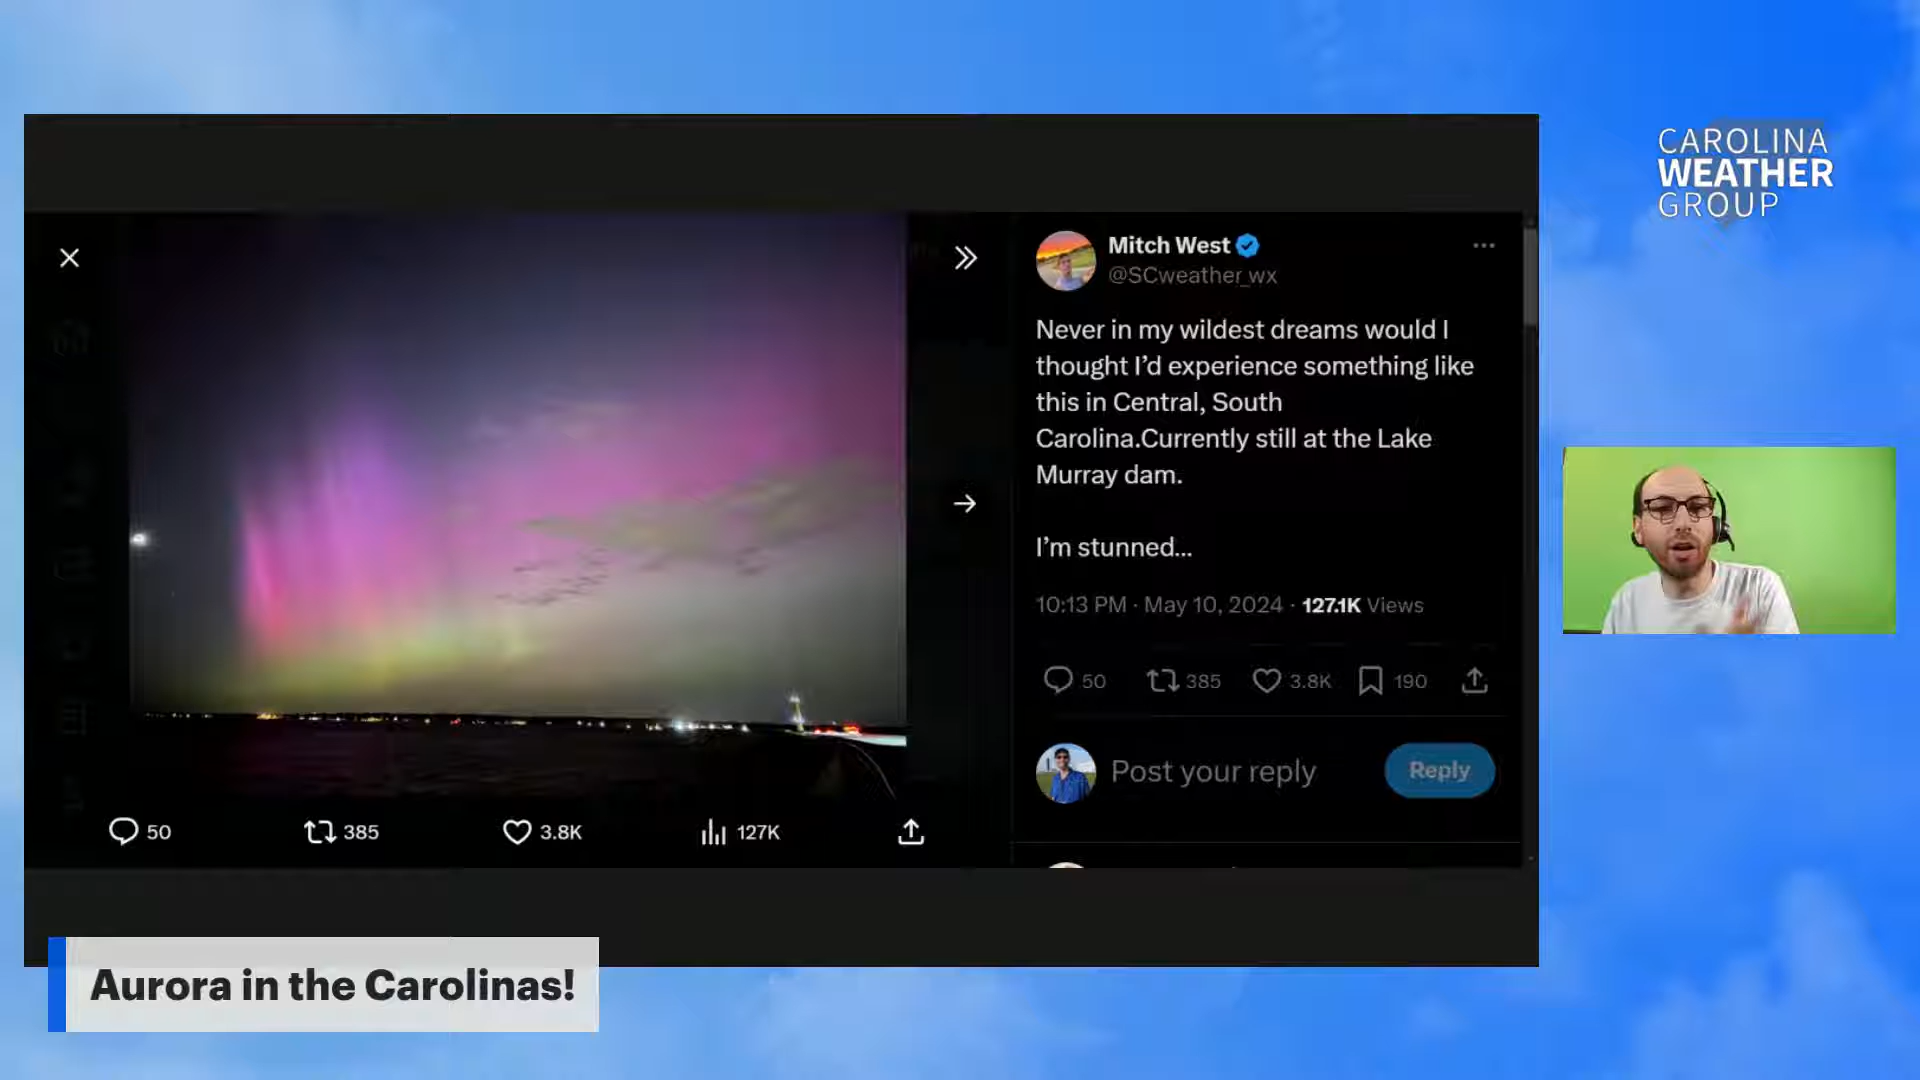 CAROLINA
WEATHER
GROUP
Mitch West
@SCweather_wx
Never in my wildest dreams would I
thought I’d experience something like
this in Central, South
Carolina.Currently still at the Lake
Murray dam.
I’m stunned...
10:13 PM · May 10, 2024 · 127.1K Views
50 385 3.8K 190
Post your reply Reply
50 385 3.8K 127K
Aurora in the Carolinas!